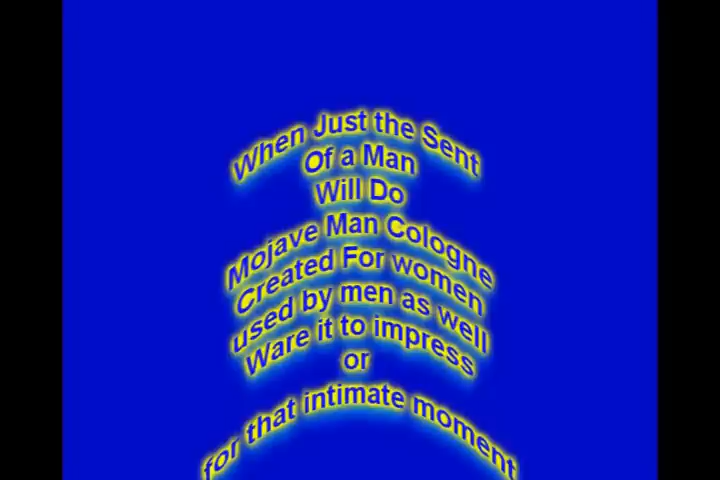 When Just the Sent
Of a Man
Will Do
Mojave Man Cologne
Created For women
used by men as well
Ware it to impress
or
for that intimate moment